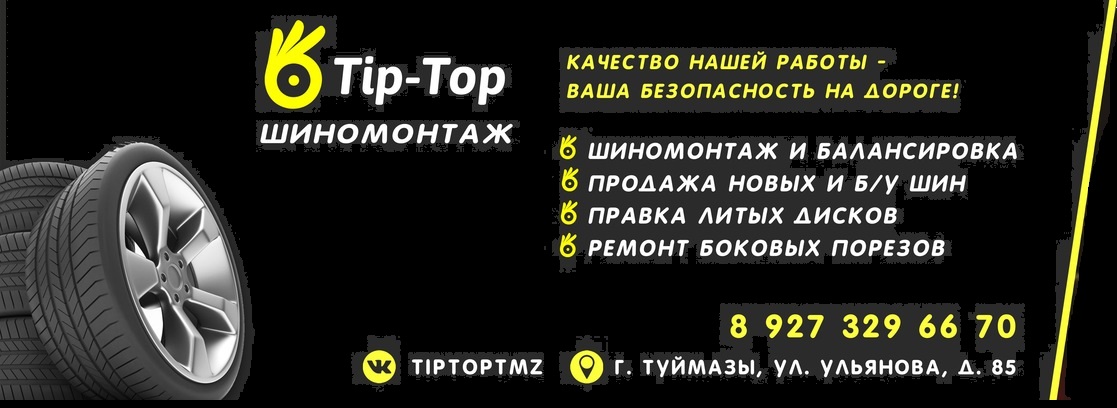 Tip-Top
ШИНОМОНТАЖ
КАЧЕСТВО НАШЕЙ РАБОТЫ -
ВАША БЕЗОПАСНОСТЬ НА ДОРОГЕ!
ШИНОМОНТАЖ И БАЛАНСИРОВКА
ПРОДАЖА НОВЫХ И Б/У ШИН
ПРАВКА ЛИТЫХ ДИСКОВ
РЕМОНТ БОКОВЫХ ПОРЕЗОВ
8 927 329 66 70
TIPTOPTMZ
Г. ТУЙМАЗЫ, УЛ. УЛЬЯНОВА, Д. 85